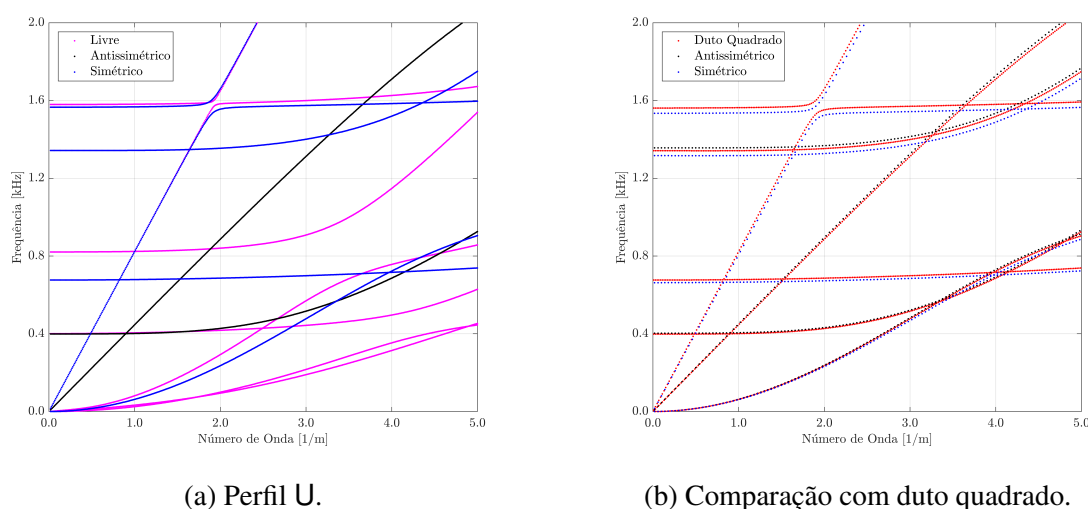 2.0
1.6
1.2
0.8
0.4
0.0
Frequência [kHz]
0.0 1.0 2.0 3.0 4.0 5.0
Número de Onda [1/m]
Livre
Antissimétrico
Simétrico
(a) Perfil U.
2.0
1.6
1.2
0.8
0.4
0.0
Frequência [kHz]
0.0 1.0 2.0 3.0 4.0 5.0
Número de Onda [1/m]
Duto Quadrado
Antissimétrico
Simétrico
(b) Comparação com duto quadrado.